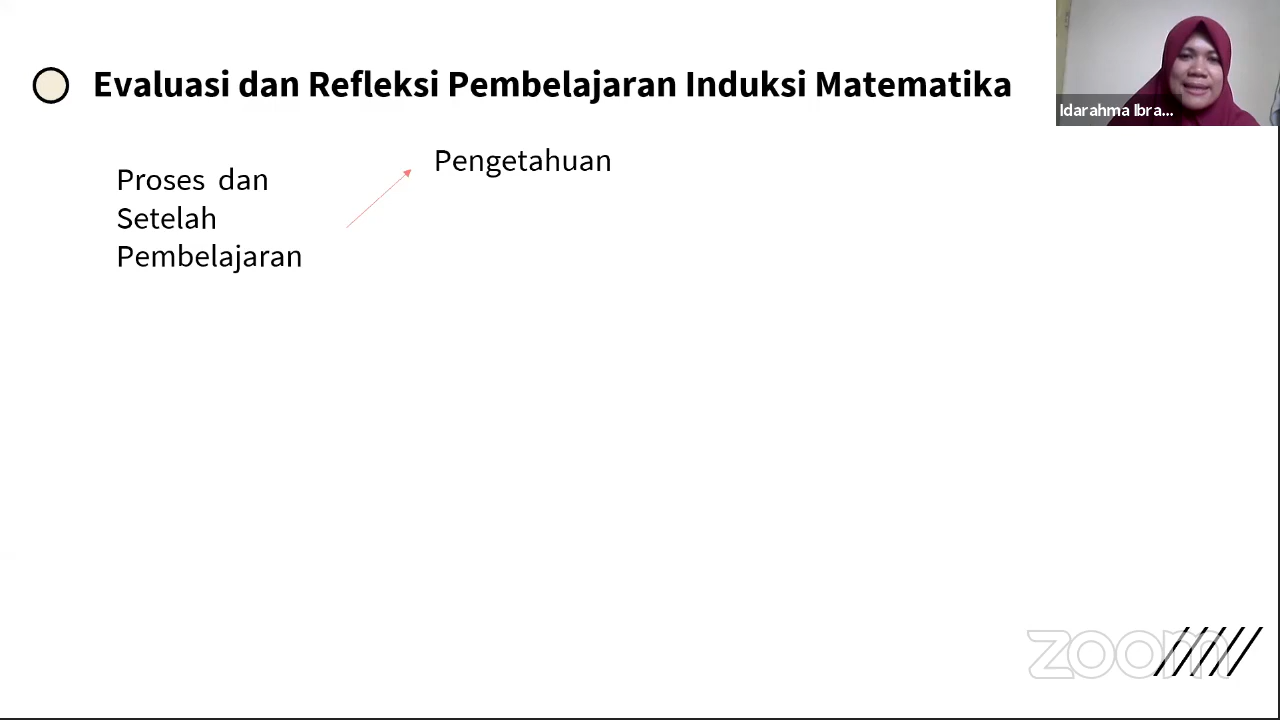 Evaluasi dan Refleksi Pembelajaran Induksi Matematika
Idarahma Ibra...
Pengetahuan
Proses dan
Setelah
Pembelajaran
zoom